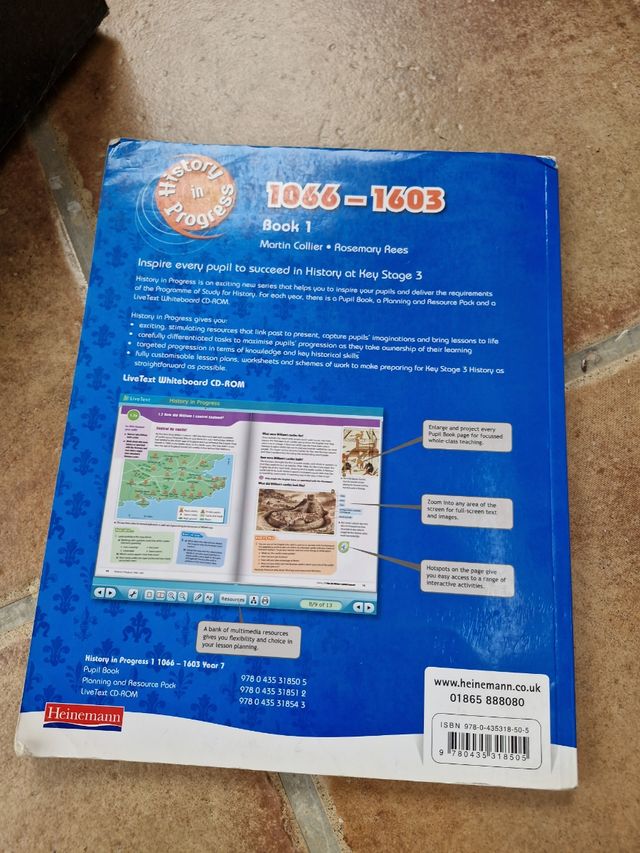 History in Progress
1066 – 1603
Book 1
Martin Collier • Rosemary Rees
Inspire every pupil to succeed in History at Key Stage 3
History in Progress is an exciting new series that helps you to inspire your pupils and deliver the requirements
of the Programme of Study for History. For each year, there is a Pupil Book, a Planning and Resource Pack and a
LiveText Whiteboard CD-ROM.
History in Progress gives you:
• exciting, stimulating resources that link past to present, capture pupils' imaginations and bring lessons to life
• carefully differentiated tasks to maximise pupils' progression as they take ownership of their learning
• targeted progression in terms of knowledge and key historical skills
• fully customisable lesson plans, worksheets and schemes of work to make preparing for Key Stage 3 History as
straightforward as possible.
LiveText Whiteboard CD-ROM
LiveText
History in Progress
How did William I control England?
Control by castle!
Enlarge and project every
Pupil Book page for focussed
whole-class teaching.
Zoom into any area of the
screen for full-screen text
and images.
Hotspots on the page give
you easy access to a range of
interactive activities.
Resources
8/9 of 13
A bank of multimedia resources
gives you flexibility and choice in
your lesson planning.
History in Progress 1 1066 – 1603 Year 7
Pupil Book 978 0 435 31850 5
Planning and Resource Pack 978 0 435 31851 2
LiveText CD-ROM 978 0 435 31854 3
Heinemann
www.heinemann.co.uk
01865 888080
ISBN 978-0-435318-50-5
9 780435 318505